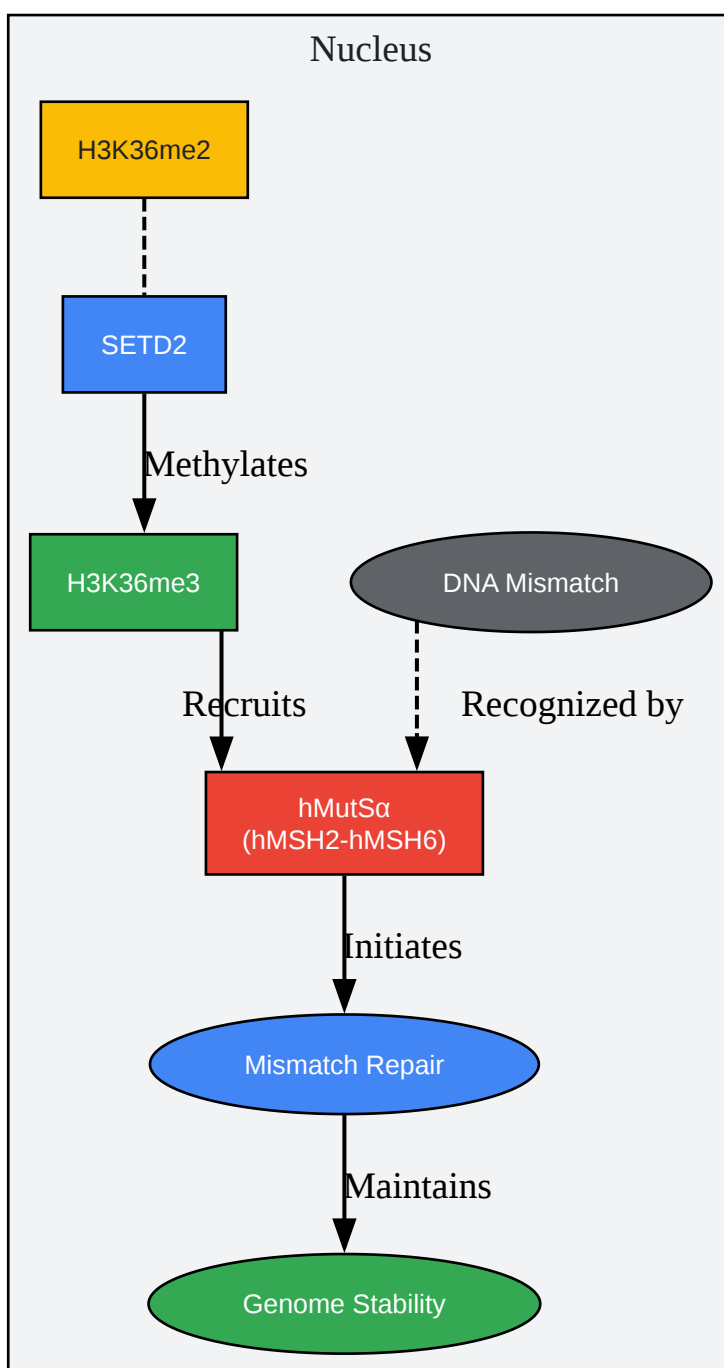 Nucleus
H3K36me2
SETD2
Methylates
H3K36me3
DNA Mismatch
Recruits
Recognized by
hMutSα
(hMSH2-hMSH6)
Initiates
Mismatch Repair
Maintains
Genome Stability